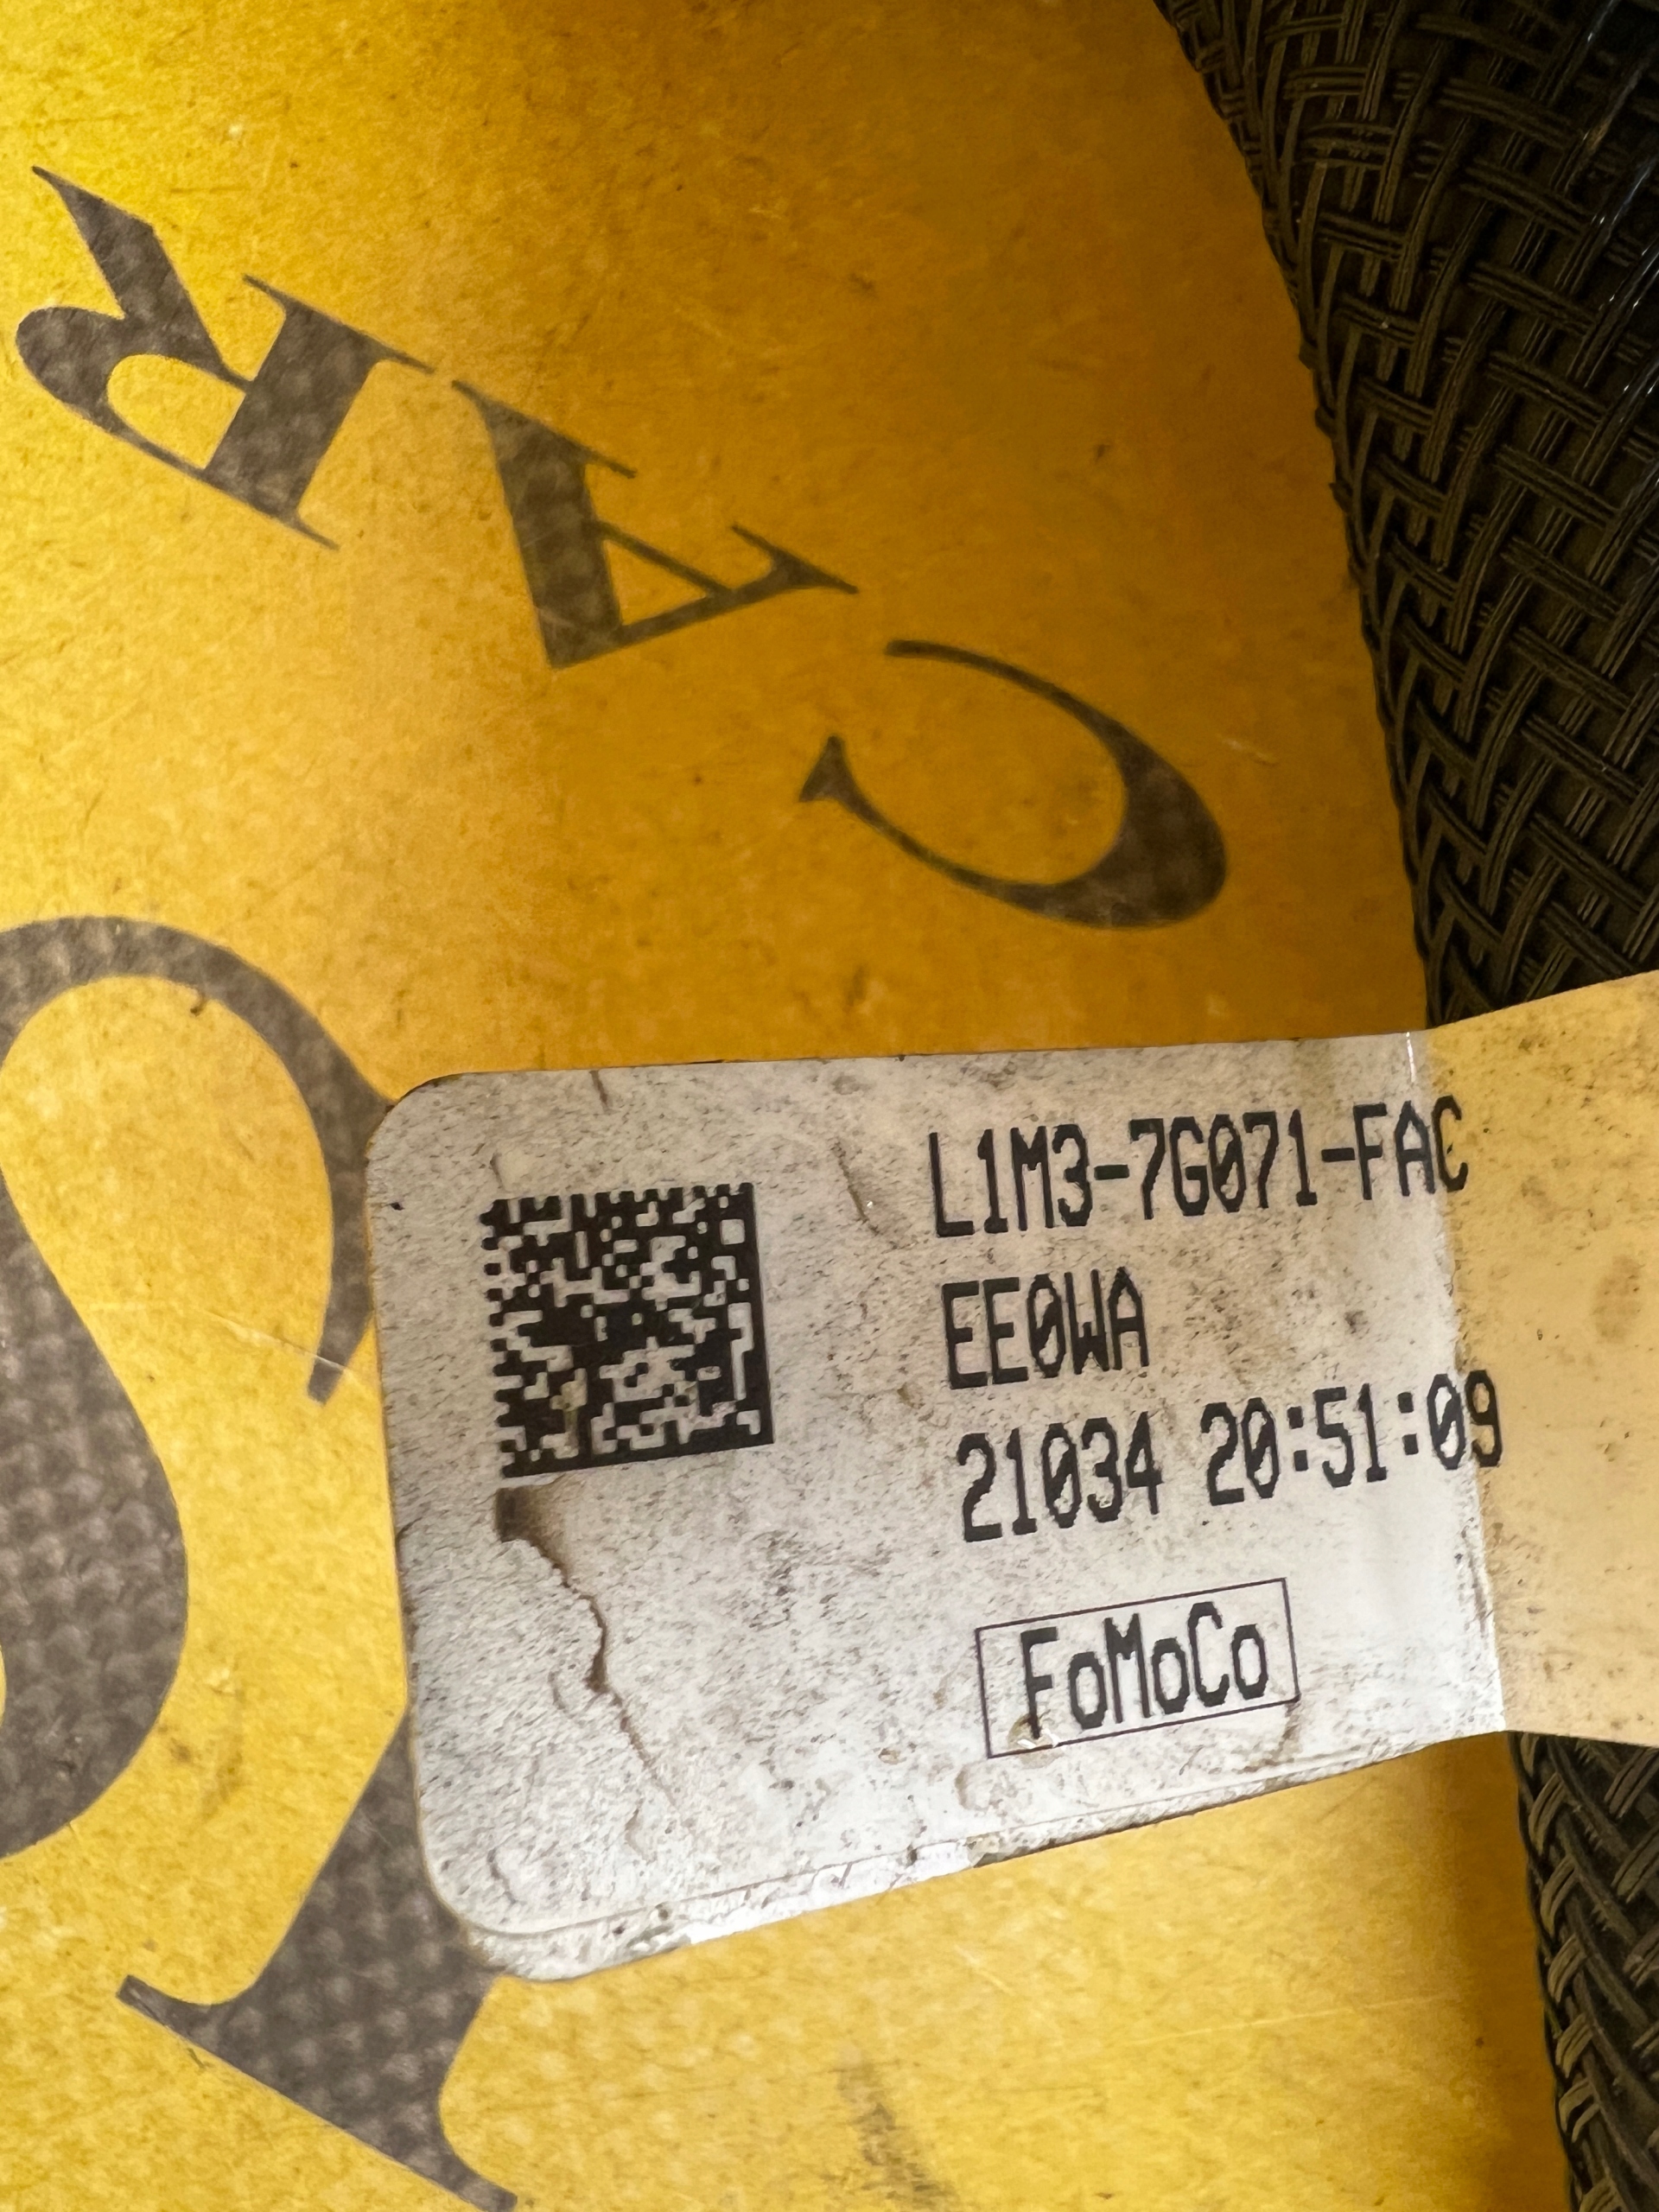 CAR
S
L1M3-7G071-FAC
EE0WA
21034 20:51:09
FoMoCo